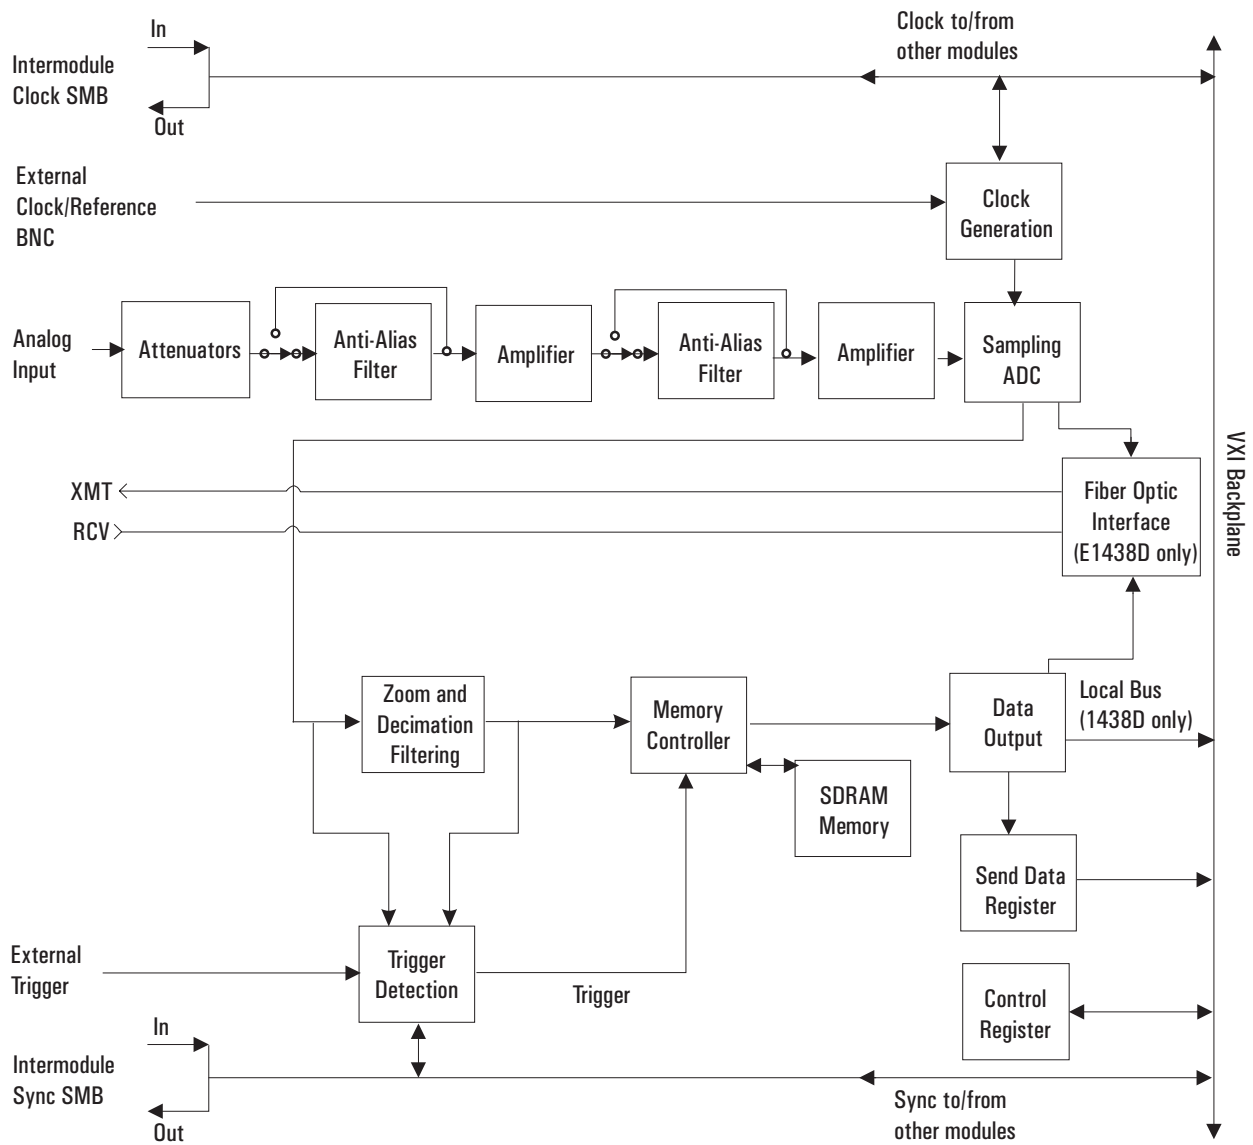 In
Intermodule
Clock SMB
Out
Clock to/from
other modules
External
Clock/Reference
BNC
Clock
Generation
Analog
Input
Attenuators
Anti-Alias
Filter
Amplifier
Anti-Alias
Filter
Amplifier
Sampling
ADC
VXI Backplane
XMT
RCV
Fiber Optic
Interface
(E1438D only)
Zoom and
Decimation
Filtering
Memory
Controller
Data
Output
Local Bus
(1438D only)
SDRAM
Memory
Send Data
Register
External
Trigger
Trigger
Detection
Trigger
Control
Register
In
Intermodule
Sync SMB
Out
Sync to/from
other modules